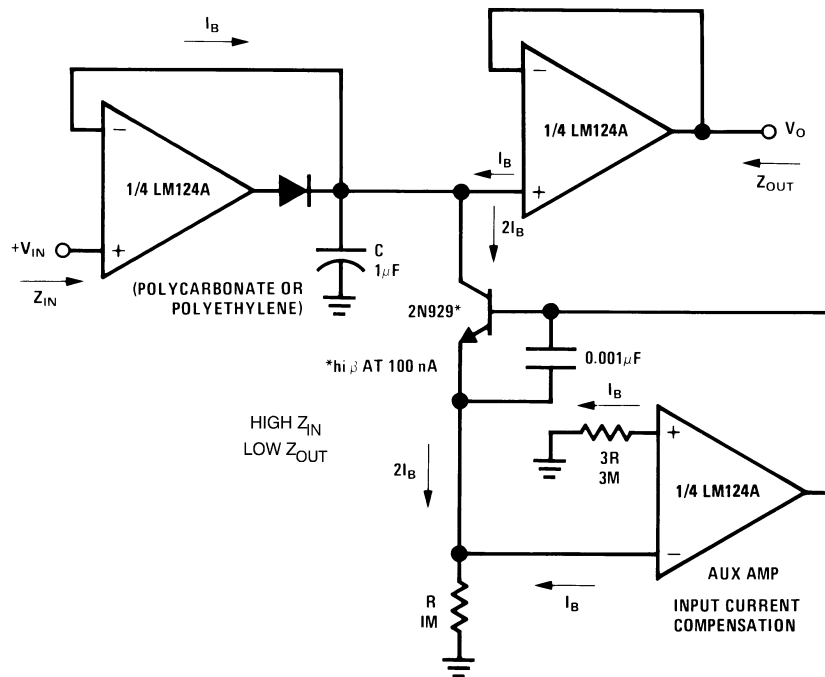 I_B
−
1/4 LM124A
+
+V_IN
Z_IN
C
1μF
(POLYCARBONATE OR
POLYETHYLENE)
−
1/4 LM124A
+
V_O
Z_OUT
I_B
2I_B
2N929*
*hi β AT 100 nA
0.001μF
HIGH Z_IN
LOW Z_OUT
I_B
3R
3M
+
1/4 LM124A
−
2I_B
I_B
AUX AMP
INPUT CURRENT
COMPENSATION
R
1M